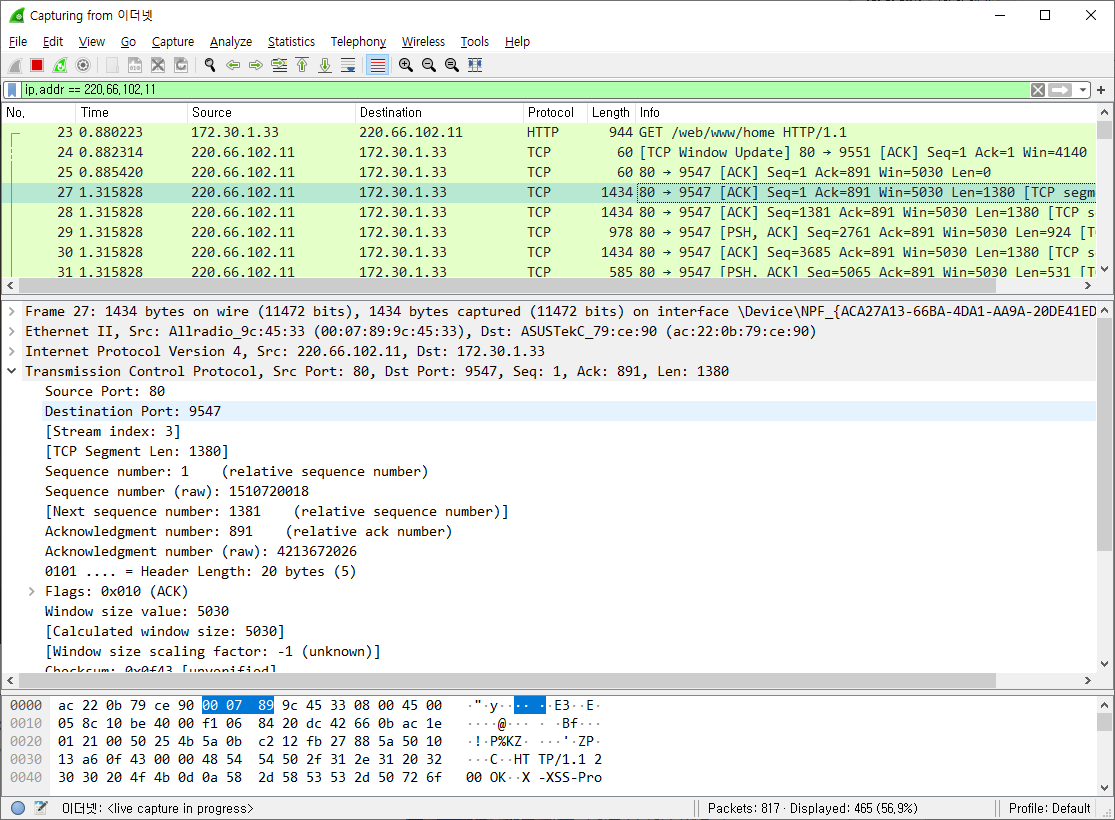 Capturing from 이더넷
File Edit View Go Capture Analyze Statistics Telephony Wireless Tools Help
ip.addr == 220.66.102.11
No. Time Source Destination Protocol Length Info
23 0.880223 172.30.1.33 220.66.102.11 HTTP 944 GET /web/www/home HTTP/1.1
24 0.882314 220.66.102.11 172.30.1.33 TCP 60 [TCP Window Update] 80 → 9551 [ACK] Seq=1 Ack=1 Win=4140
25 0.885420 220.66.102.11 172.30.1.33 TCP 60 80 → 9547 [ACK] Seq=1 Ack=891 Win=5030 Len=0
27 1.315828 220.66.102.11 172.30.1.33 TCP 1434 80 → 9547 [ACK] Seq=1 Ack=891 Win=5030 Len=1380 [TCP segm
28 1.315828 220.66.102.11 172.30.1.33 TCP 1434 80 → 9547 [ACK] Seq=1381 Ack=891 Win=5030 Len=1380 [TCP s
29 1.315828 220.66.102.11 172.30.1.33 TCP 978 80 → 9547 [PSH, ACK] Seq=2761 Ack=891 Win=5030 Len=924 [T
30 1.315828 220.66.102.11 172.30.1.33 TCP 1434 80 → 9547 [ACK] Seq=3685 Ack=891 Win=5030 Len=1380 [TCP s
31 1.315828 220.66.102.11 172.30.1.33 TCP 585 80 → 9547 [PSH, ACK] Seq=5065 Ack=891 Win=5030 Len=531 [T
Frame 27: 1434 bytes on wire (11472 bits), 1434 bytes captured (11472 bits) on interface \Device\NPF_{ACA27A13-66BA-4DA1-AA9A-20DE41ED
Ethernet II, Src: Allradio_9c:45:33 (00:07:89:9c:45:33), Dst: ASUSTekC_79:ce:90 (ac:22:0b:79:ce:90)
Internet Protocol Version 4, Src: 220.66.102.11, Dst: 172.30.1.33
Transmission Control Protocol, Src Port: 80, Dst Port: 9547, Seq: 1, Ack: 891, Len: 1380
Source Port: 80
Destination Port: 9547
[Stream index: 3]
[TCP Segment Len: 1380]
Sequence number: 1    (relative sequence number)
Sequence number (raw): 1510720018
[Next sequence number: 1381    (relative sequence number)]
Acknowledgment number: 891    (relative ack number)
Acknowledgment number (raw): 4213672026
0101 .... = Header Length: 20 bytes (5)
Flags: 0x010 (ACK)
Window size value: 5030
[Calculated window size: 5030]
[Window size scaling factor: -1 (unknown)]
Checksum: 0x0f43 [unverified]
0000 ac 22 0b 79 ce 90 00 07 89 9c 45 33 08 00 45 00 ·"·y·· ···E3··E·
0010 05 8c 10 be 40 00 f1 06 84 20 dc 42 66 0b ac 1e ····@··· · ·Bf···
0020 01 21 00 50 25 4b 5a 0b c2 12 fb 27 88 5a 50 10 ·!·P%KZ· ···'·ZP·
0030 13 a6 0f 43 00 00 48 54 54 50 2f 31 2e 31 20 32 ···C··HT TP/1.1 2
0040 30 30 20 4f 4b 0d 0a 58 2d 58 53 53 2d 50 72 6f 00 OK··X -XSS-Pro
이더넷: <live capture in progress> Packets: 817 · Displayed: 465 (56.9%) Profile: Default